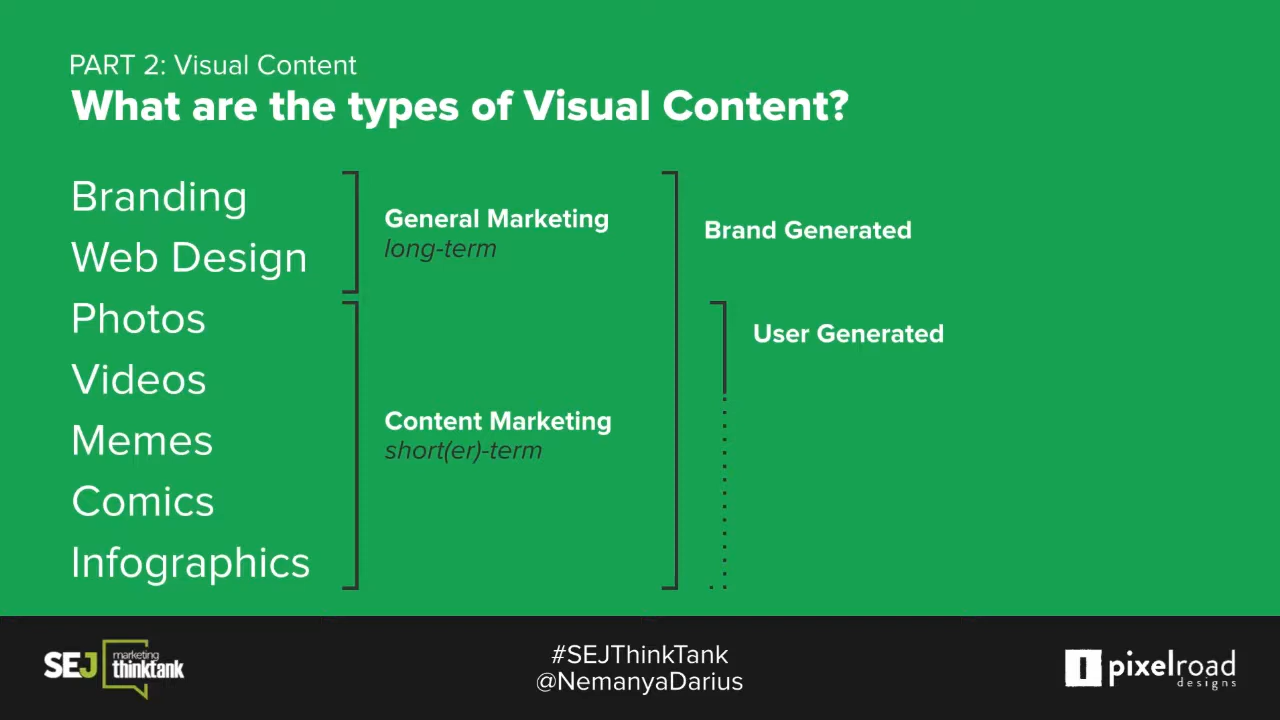 PART 2: Visual Content
What are the types of Visual Content?
Branding
Web Design
Photos
Videos
Memes
Comics
Infographics
General Marketing
long-term
Content Marketing
short(er)-term
Brand Generated
User Generated
SEJ marketing
thinktank
#SEJThinkTank
@NemanyaDarius
pixelroad
designs